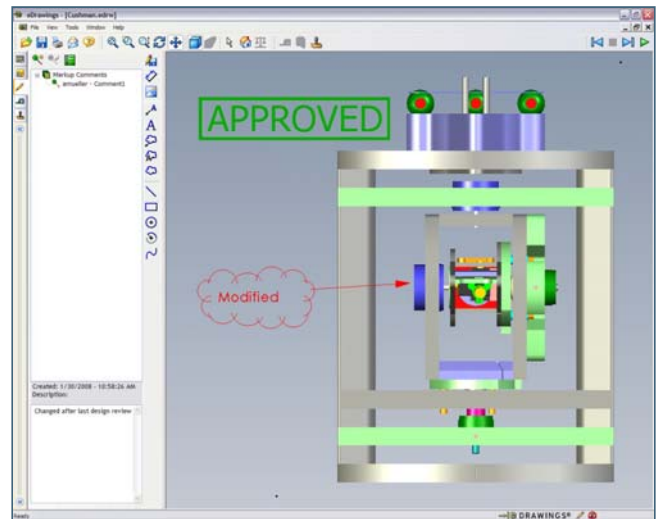 eDrawings - [Cushman.edrw]
File View Tools Window Help
Markup Comments
emueller - Comment1
APPROVED
A
Modified
Created: 1/30/2008 - 10:58:26 AM
Description:
Changed after last design review
Ready
DRAWINGS®